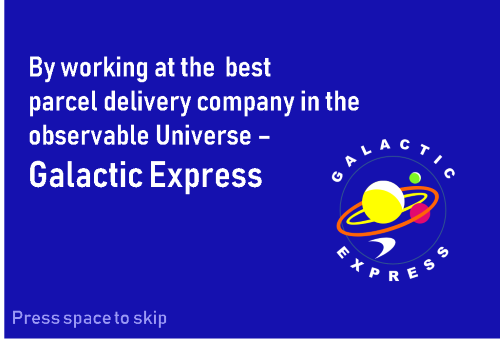 By working at the best
parcel delivery company in the
observable Universe –
Galactic Express
GALACTIC
EXPRESS
Press space to skip